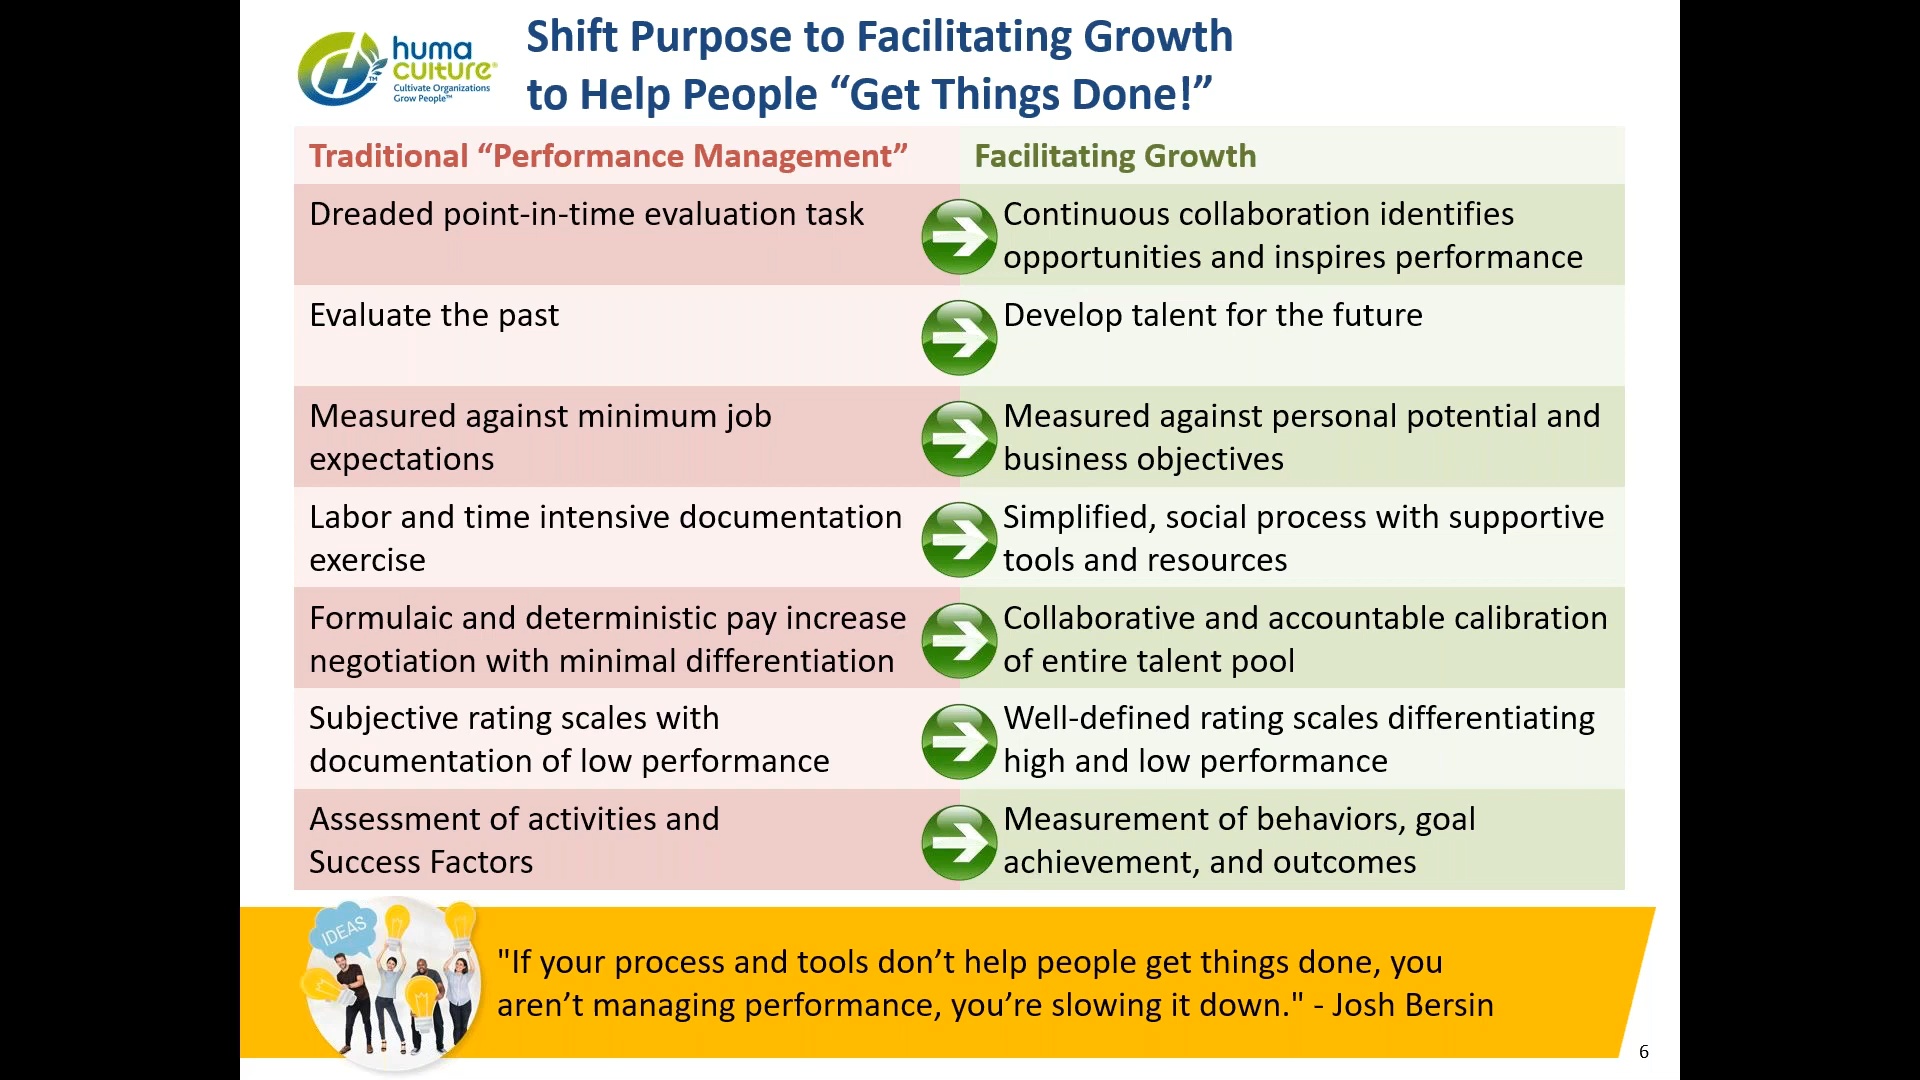 huma
culture®
Cultivate Organizations
Grow People™
Shift Purpose to Facilitating Growth
to Help People “Get Things Done!”
Traditional “Performance Management”
Facilitating Growth
Dreaded point-in-time evaluation task
Continuous collaboration identifies
opportunities and inspires performance
Evaluate the past
Develop talent for the future
Measured against minimum job
expectations
Measured against personal potential and
business objectives
Labor and time intensive documentation
exercise
Simplified, social process with supportive
tools and resources
Formulaic and deterministic pay increase
negotiation with minimal differentiation
Collaborative and accountable calibration
of entire talent pool
Subjective rating scales with
documentation of low performance
Well-defined rating scales differentiating
high and low performance
Assessment of activities and
Success Factors
Measurement of behaviors, goal
achievement, and outcomes
IDEAS
"If your process and tools don’t help people get things done, you
aren’t managing performance, you’re slowing it down." - Josh Bersin
6